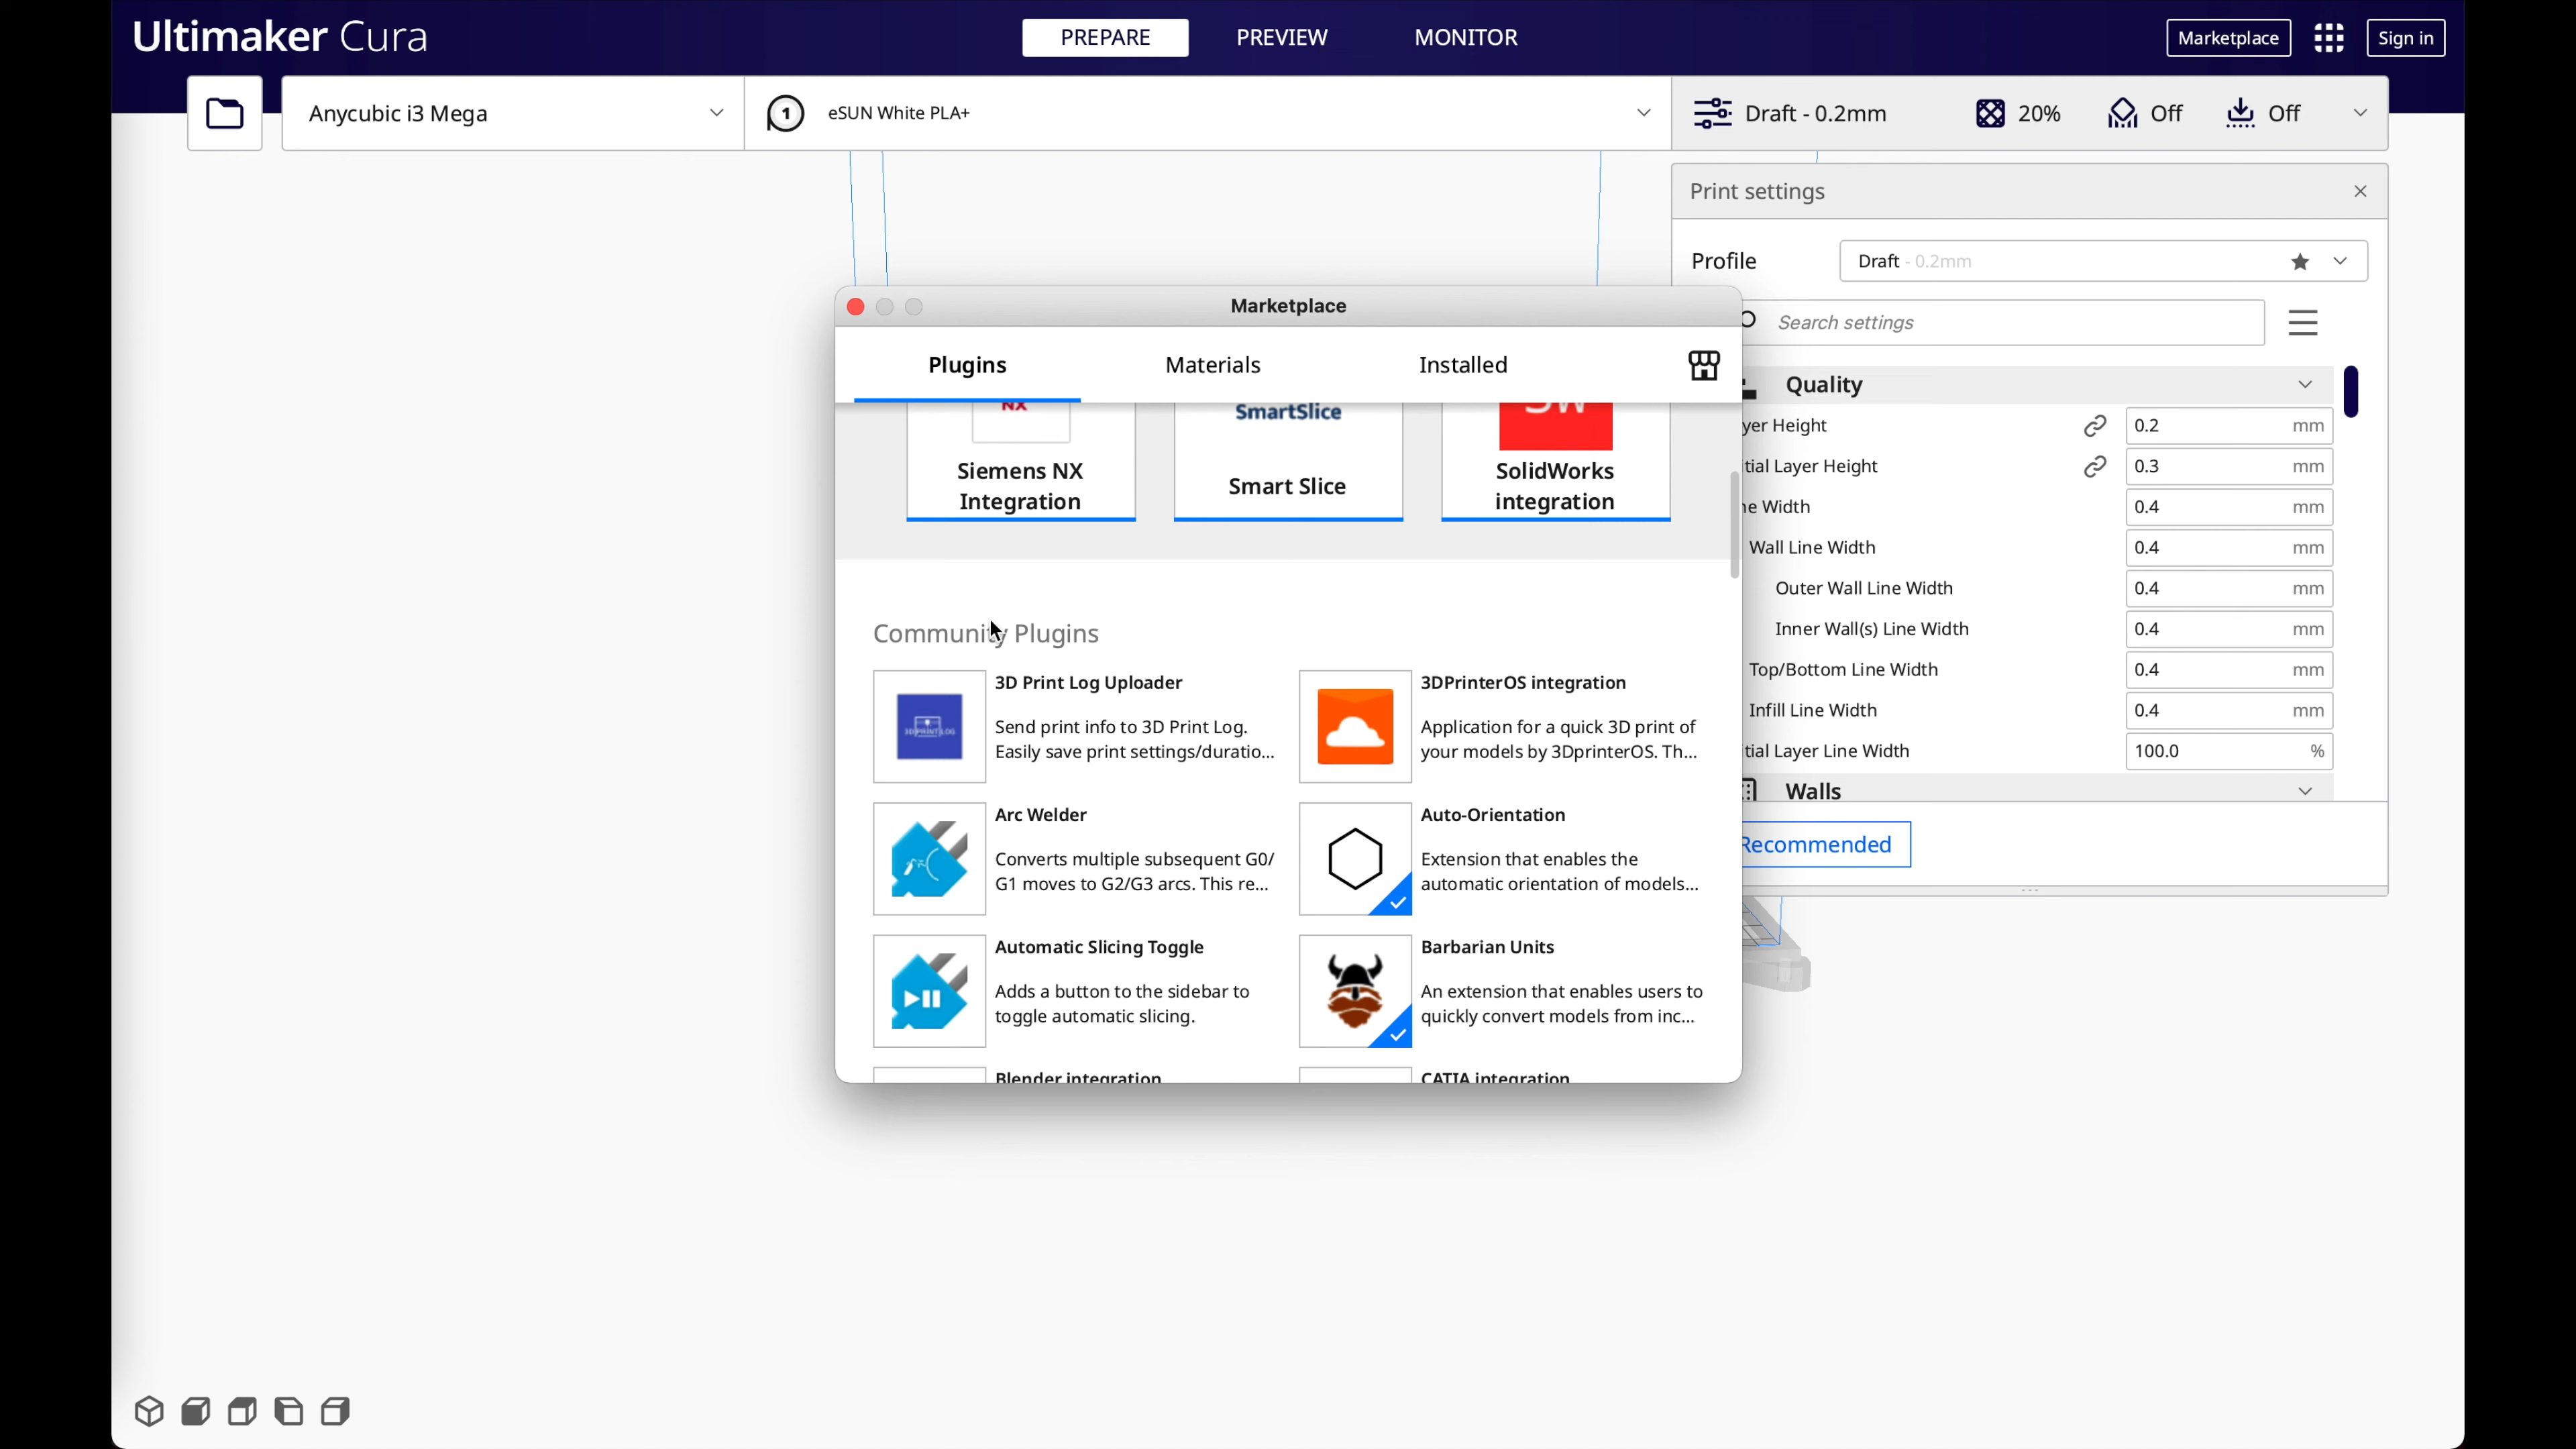 Ultimaker Cura
PREPARE
PREVIEW
MONITOR
Marketplace
Sign in
Anycubic i3 Mega
1
eSUN White PLA+
Draft - 0.2mm
20%
Off
Off
Print settings
Profile
Draft - 0.2mm
Search settings
Quality
yer Height
0.2 mm
tial Layer Height
0.3 mm
ne Width
0.4 mm
Wall Line Width
0.4 mm
Outer Wall Line Width
0.4 mm
Inner Wall(s) Line Width
0.4 mm
Top/Bottom Line Width
0.4 mm
Infill Line Width
0.4 mm
tial Layer Line Width
100.0 %
Walls
Recommended
Marketplace
Plugins
Materials
Installed
NX
Siemens NX
Integration
SmartSlice
Smart Slice
SW
SolidWorks
integration
Community Plugins
3D PRINT LOG
3D Print Log Uploader
Send print info to 3D Print Log.
Easily save print settings/duratio...
3DPrinterOS integration
Application for a quick 3D print of
your models by 3DprinterOS. Th...
Arc Welder
Converts multiple subsequent G0/
G1 moves to G2/G3 arcs. This re...
Auto-Orientation
Extension that enables the
automatic orientation of models...
Automatic Slicing Toggle
Adds a button to the sidebar to
toggle automatic slicing.
Barbarian Units
An extension that enables users to
quickly convert models from inc...
Blender integration
CATIA integration